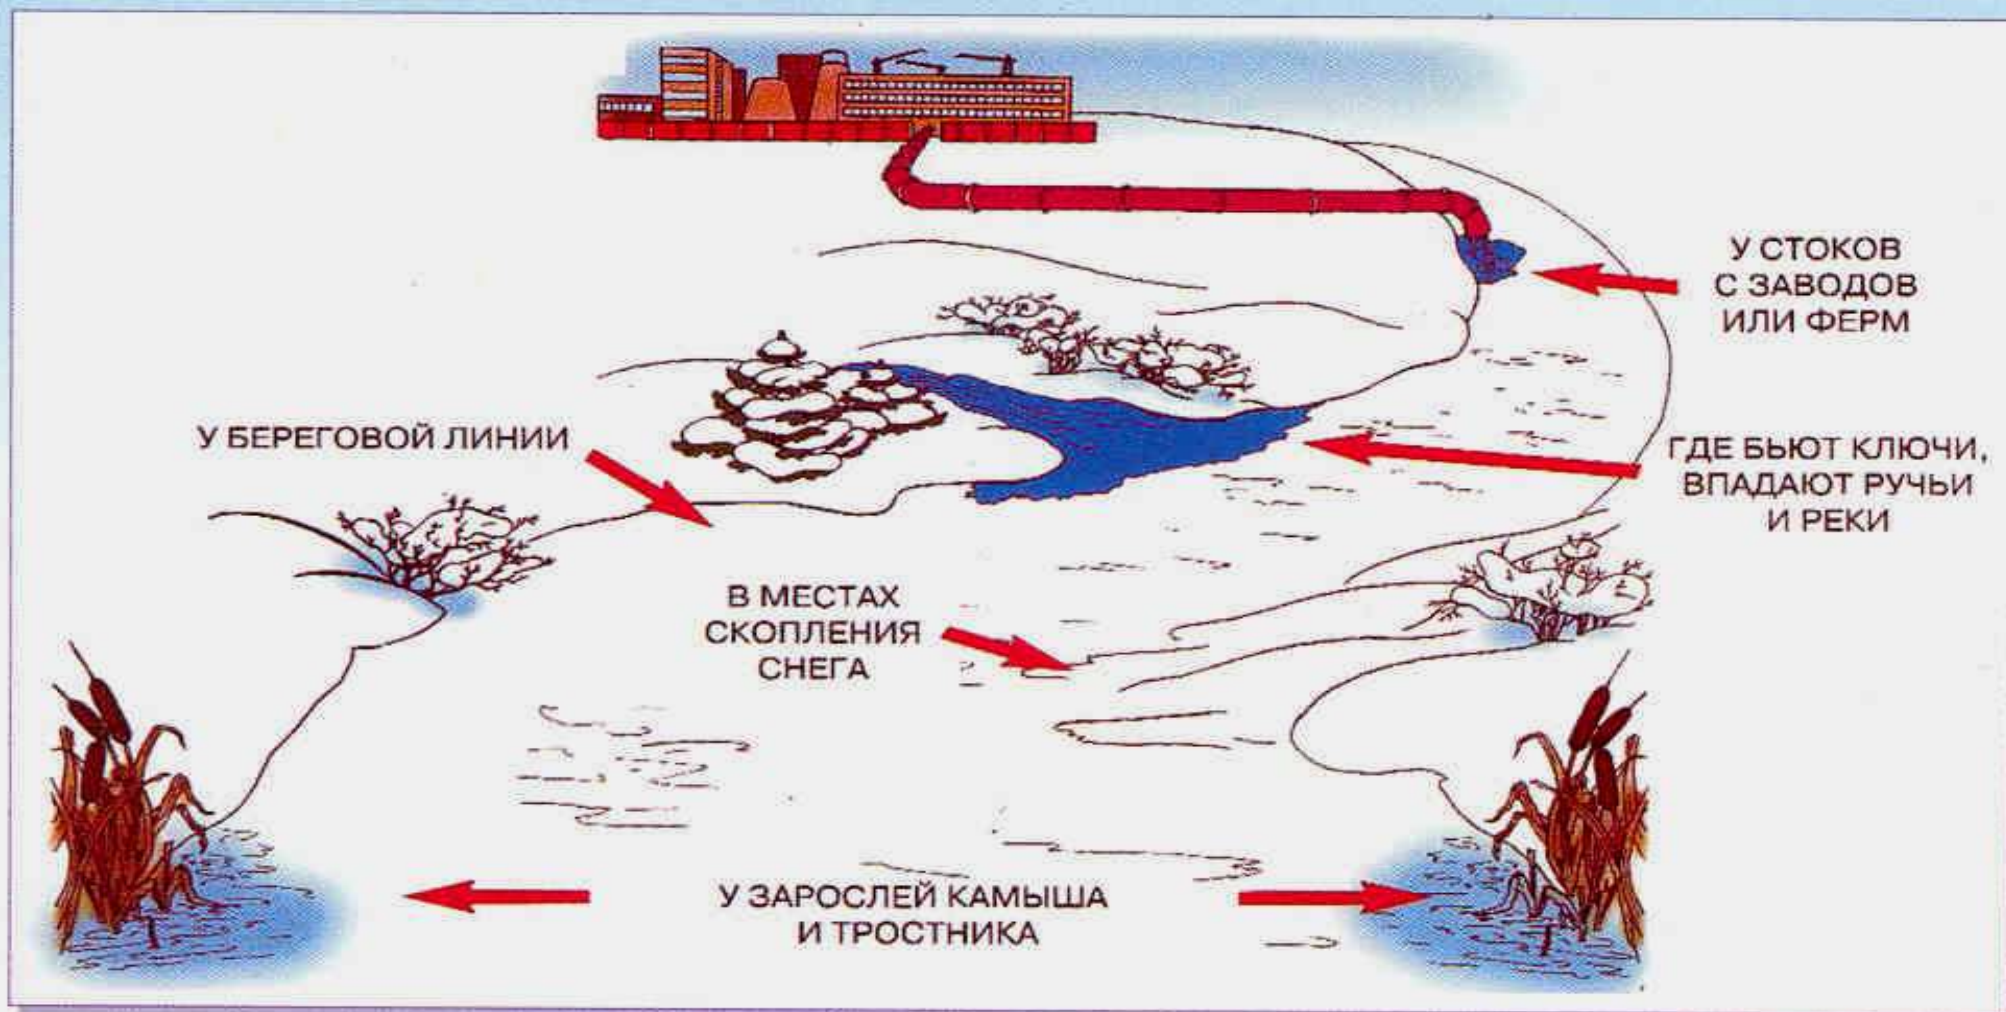 У СТОКОВ
С ЗАВОДОВ
ИЛИ ФЕРМ
У БЕРЕГОВОЙ ЛИНИИ
ГДЕ БЬЮТ КЛЮЧИ,
ВПАДАЮТ РУЧЬИ
И РЕКИ
В МЕСТАХ
СКОПЛЕНИЯ
СНЕГА
У ЗАРОСЛЕЙ КАМЫША
И ТРОСТНИКА